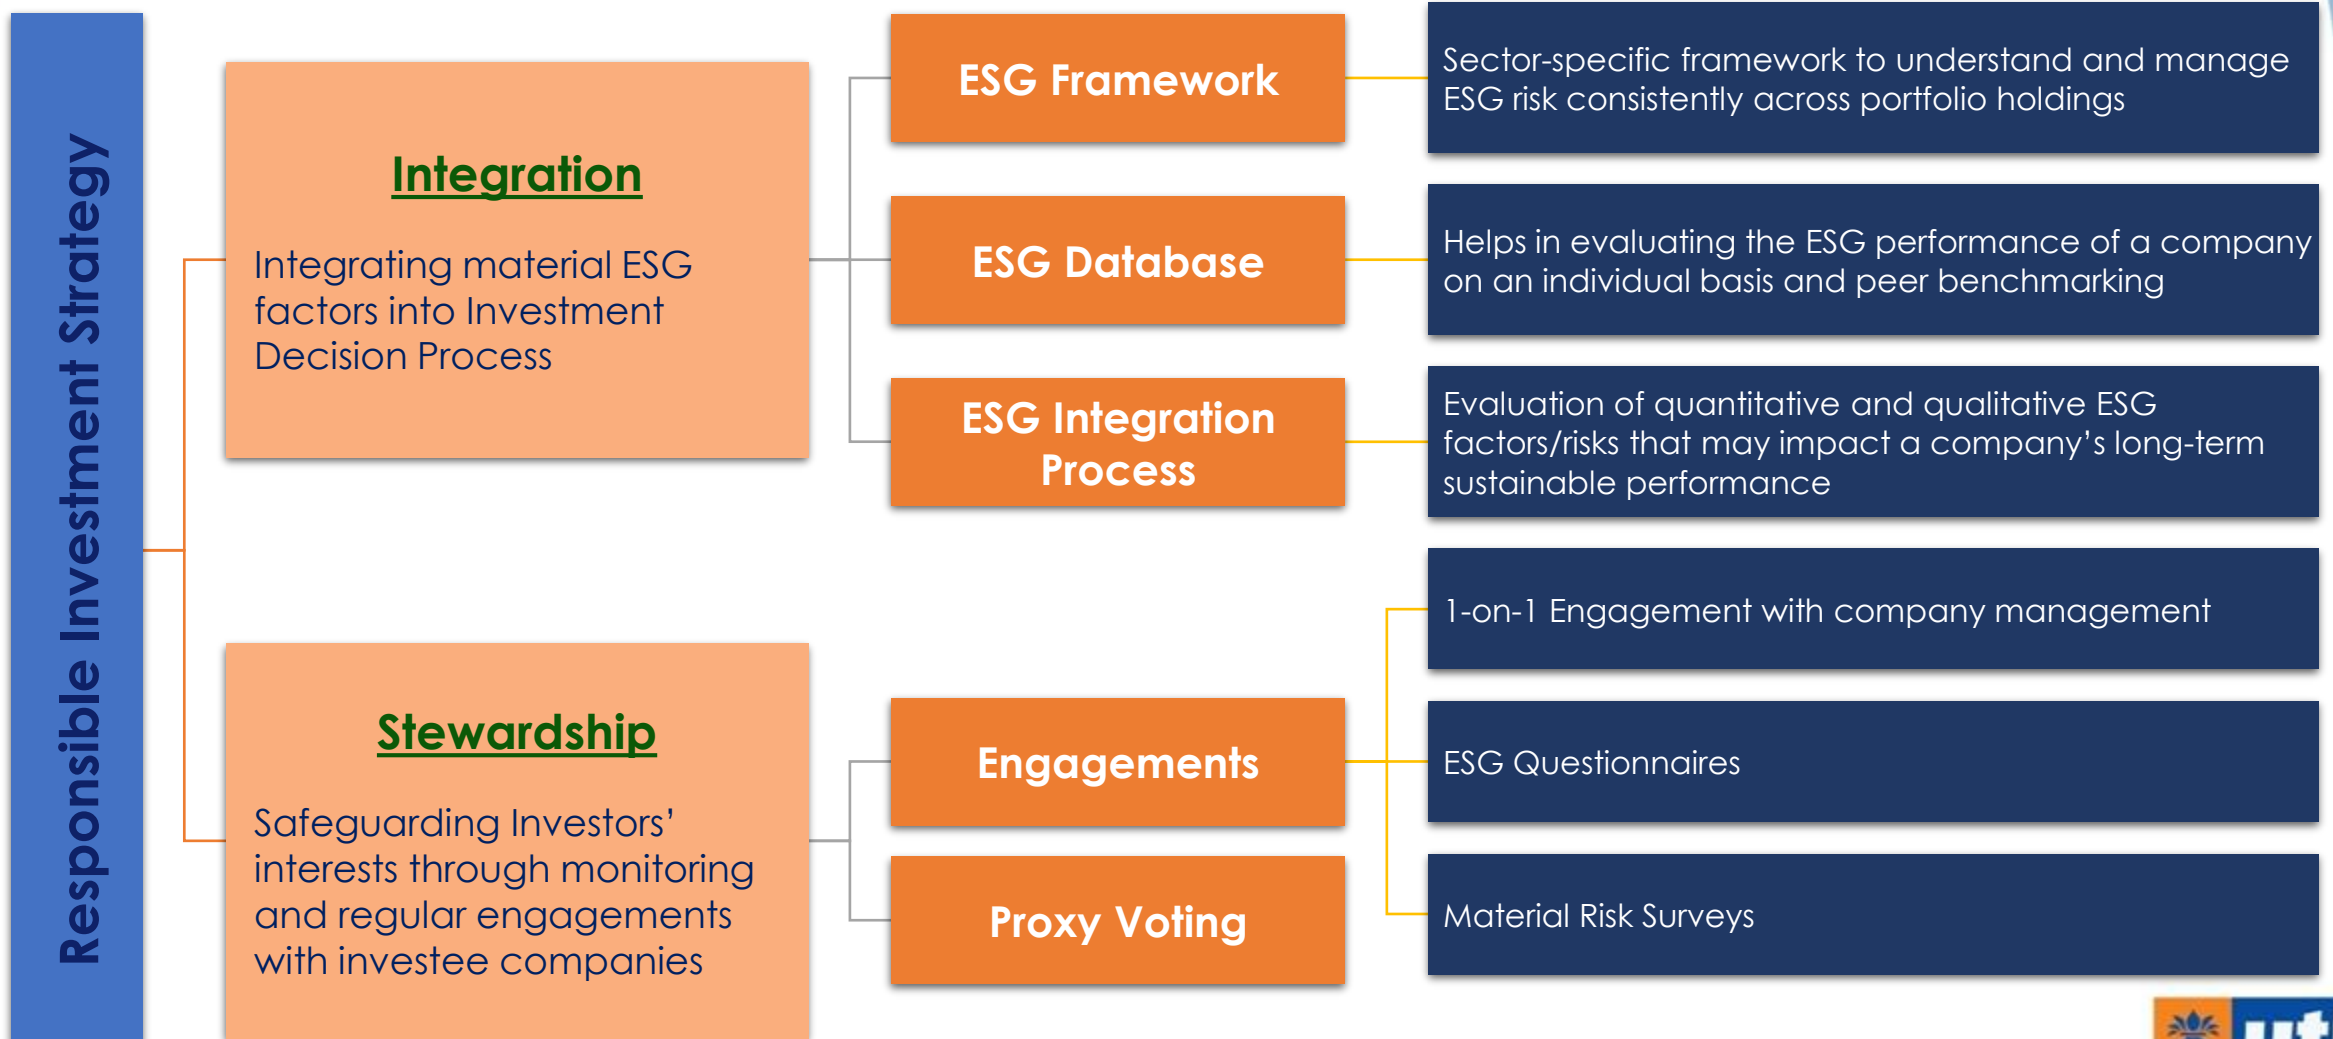 Responsible Investment Strategy
Integration
Integrating material ESG
factors into Investment
Decision Process
ESG Framework
Sector-specific framework to understand and manage
ESG risk consistently across portfolio holdings
ESG Database
Helps in evaluating the ESG performance of a company
on an individual basis and peer benchmarking
ESG Integration
Process
Evaluation of quantitative and qualitative ESG
factors/risks that may impact a company’s long-term
sustainable performance
Stewardship
Safeguarding Investors’
interests through monitoring
and regular engagements
with investee companies
Engagements
1-on-1 Engagement with company management
ESG Questionnaires
Material Risk Surveys
Proxy Voting